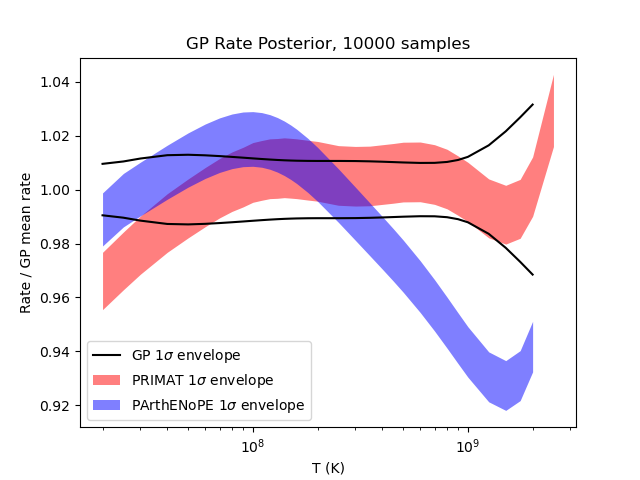 GP Rate Posterior, 10000 samples
1.04
1.02
1.00
0.98
0.96
0.94
0.92
Rate / GP mean rate
GP 1σ envelope
PRIMAT 1σ envelope
PArthENoPE 1σ envelope
10⁸ 10⁹
T (K)